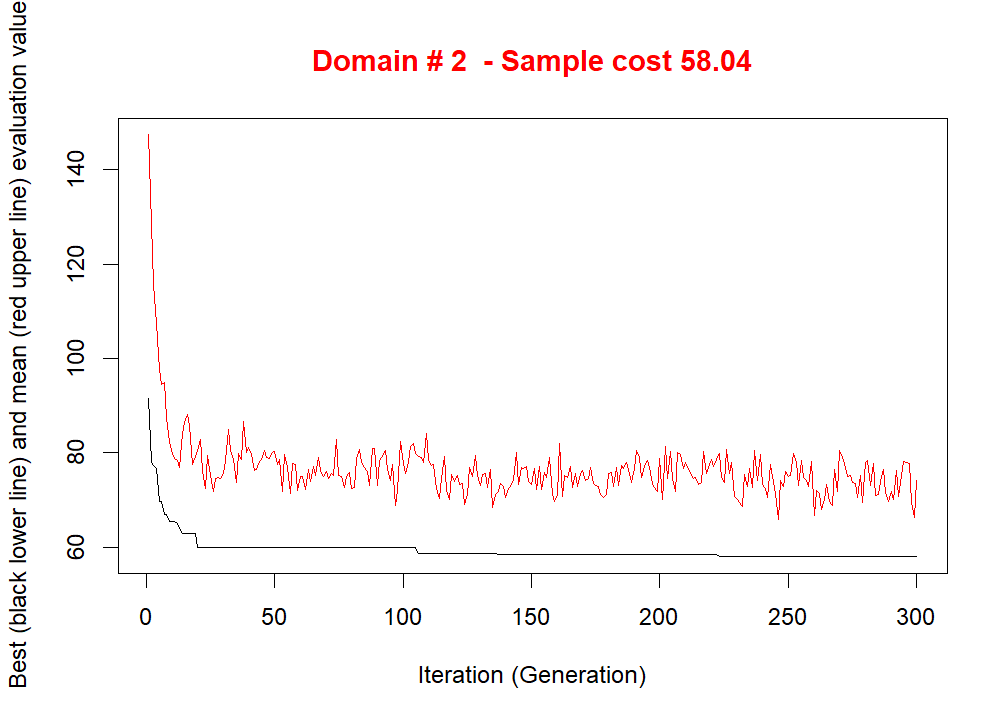 Domain # 2  - Sample cost 58.04
Best (black lower line) and mean (red upper line) evaluation value
140
120
100
80
60
0 50 100 150 200 250 300
Iteration (Generation)